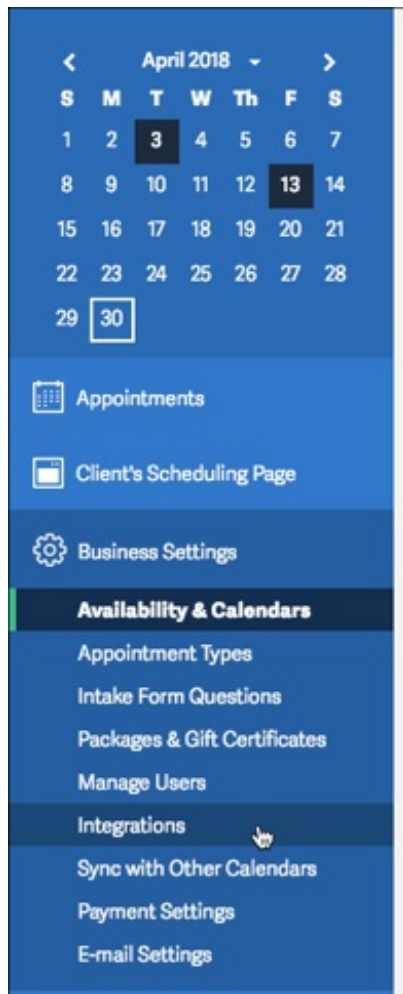 April 2018
S M T W Th F S
1 2 3 4 5 6 7
8 9 10 11 12 13 14
15 16 17 18 19 20 21
22 23 24 25 26 27 28
29 30
Appointments
Client's Scheduling Page
Business Settings
Availability & Calendars
Appointment Types
Intake Form Questions
Packages & Gift Certificates
Manage Users
Integrations
Sync with Other Calendars
Payment Settings
E-mail Settings